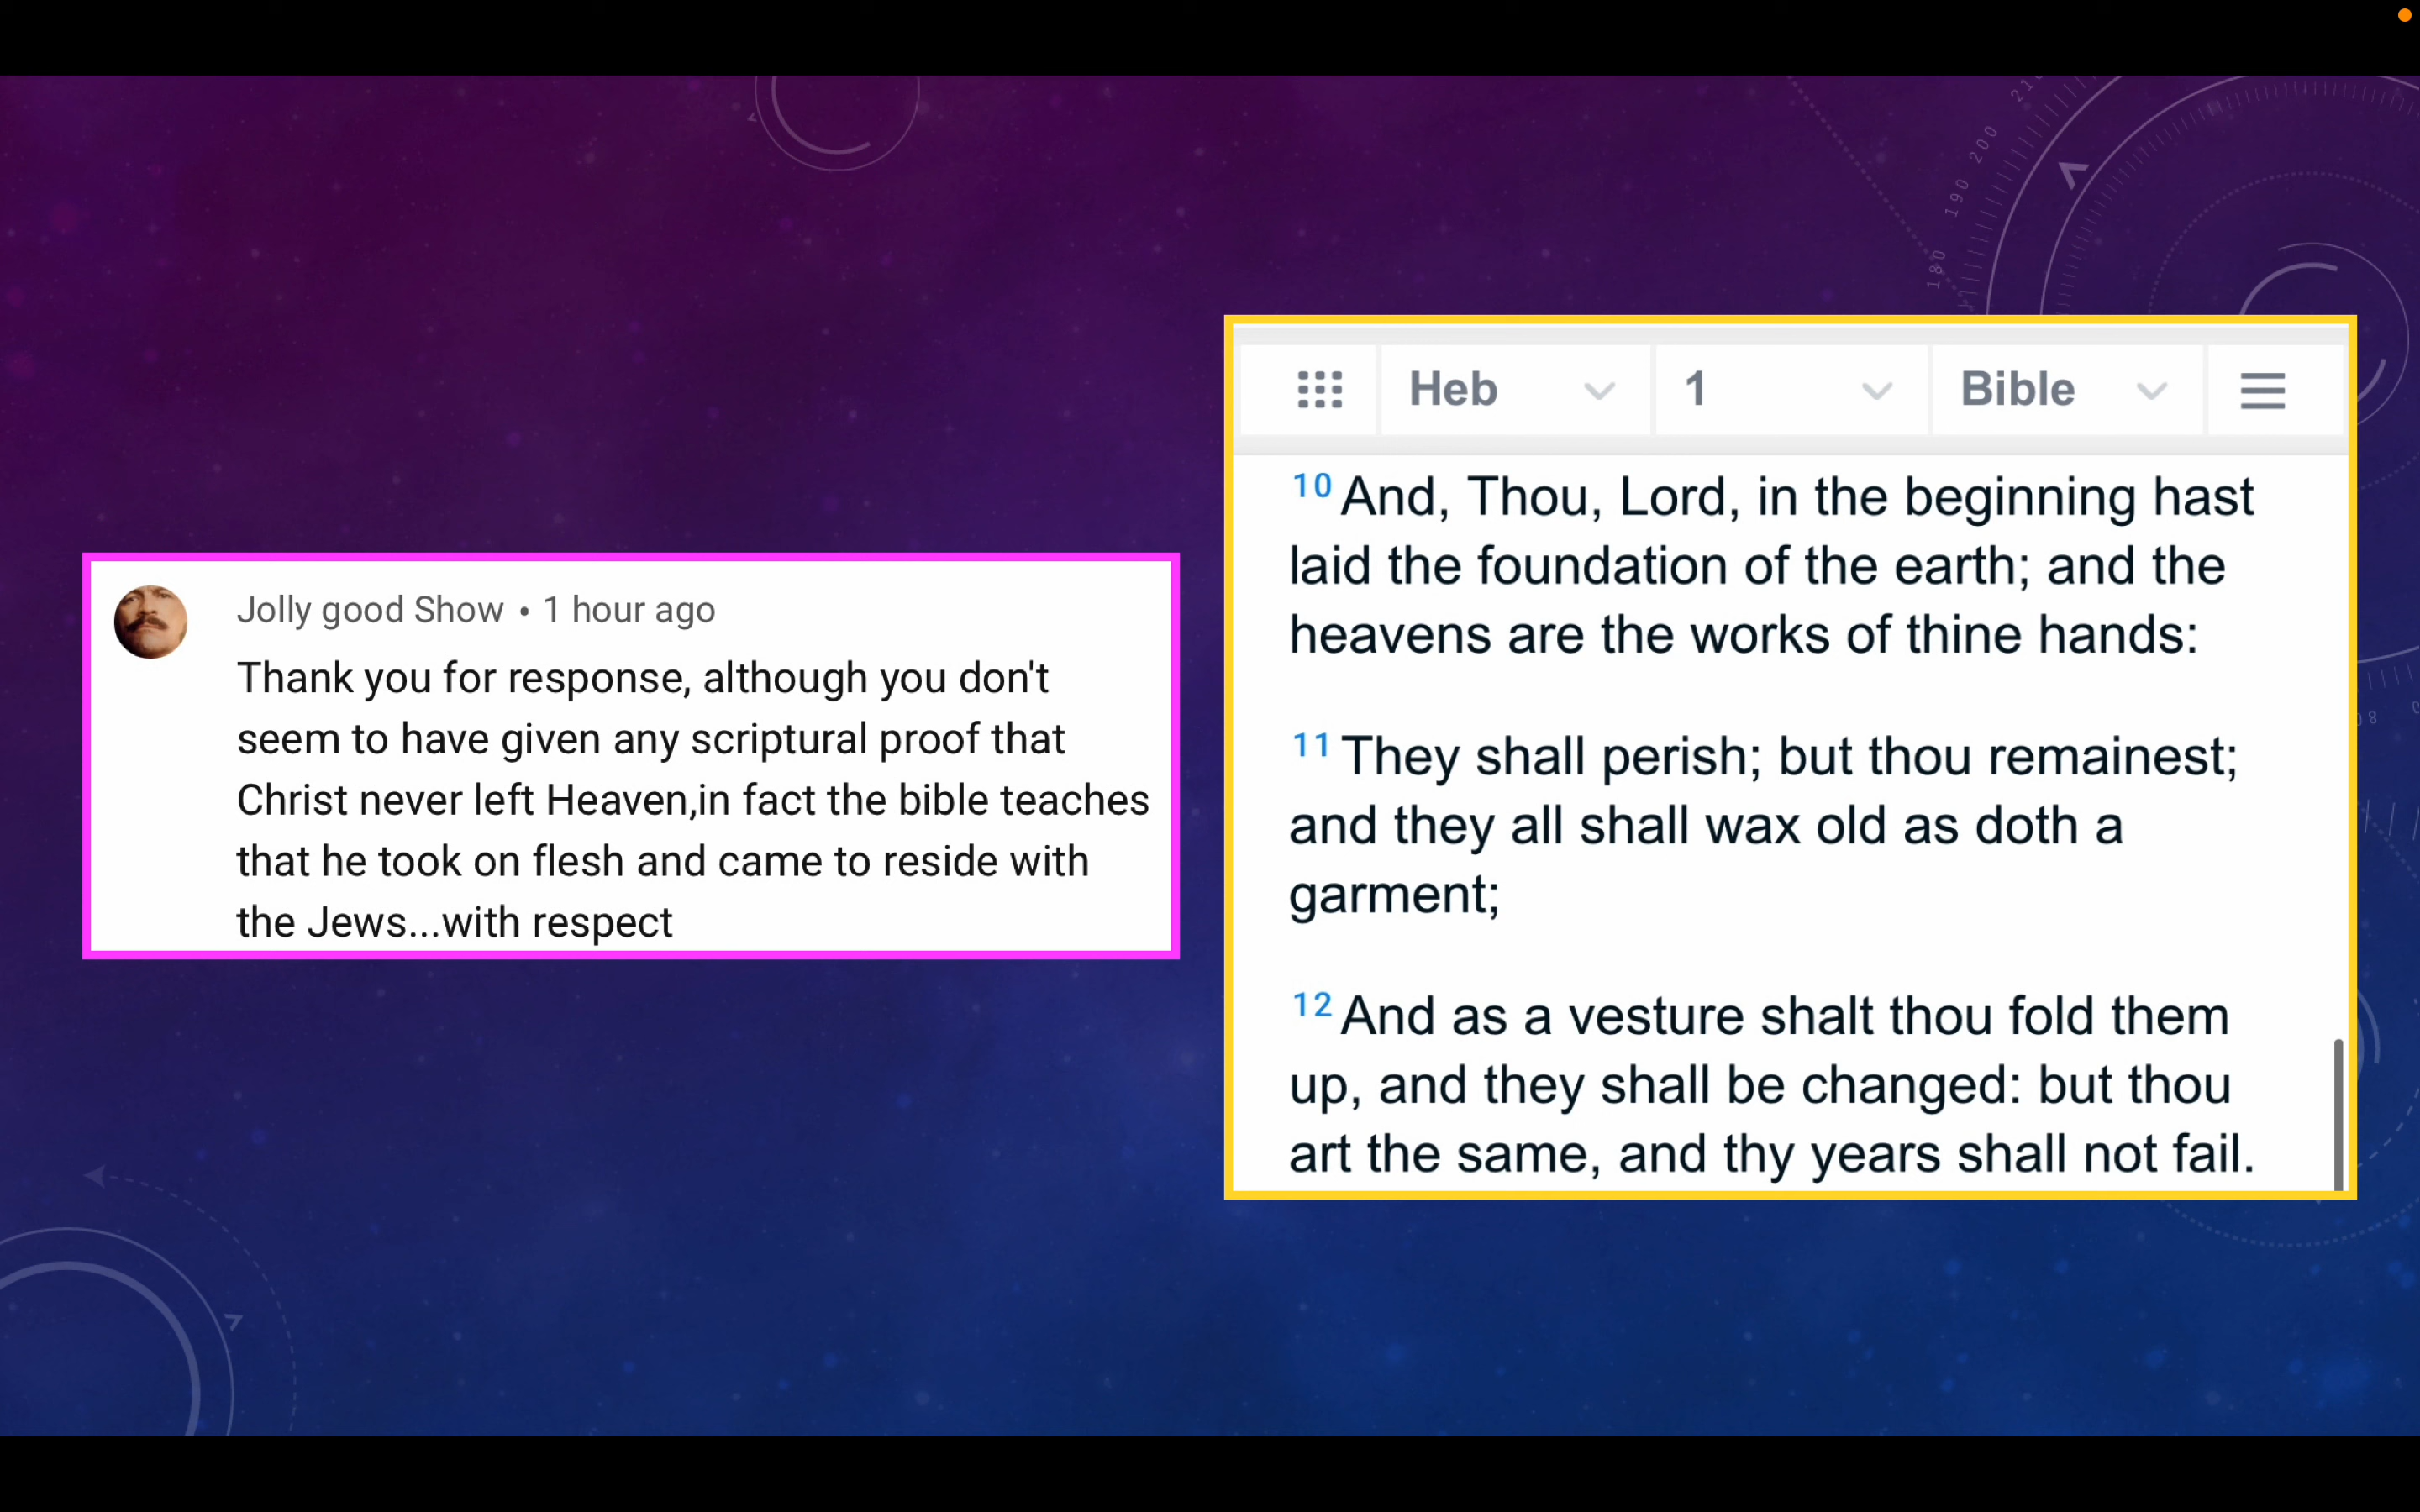 Jolly good Show • 1 hour ago
Thank you for response, although you don't
seem to have given any scriptural proof that
Christ never left Heaven,in fact the bible teaches
that he took on flesh and came to reside with
the Jews...with respect
Heb 1 Bible
10 And, Thou, Lord, in the beginning hast
laid the foundation of the earth; and the
heavens are the works of thine hands:
11 They shall perish; but thou remainest;
and they all shall wax old as doth a
garment;
12 And as a vesture shalt thou fold them
up, and they shall be changed: but thou
art the same, and thy years shall not fail.
180 190 200